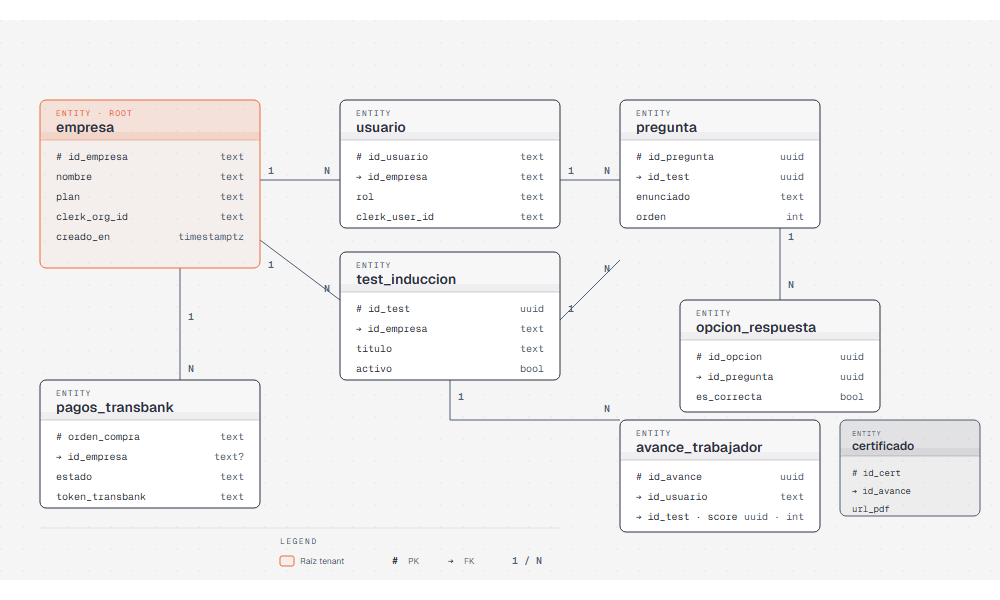 ENTITY · ROOT
empresa
# id_empresa text
nombre text
plan text
clerk_org_id text
creado_en timestamptz
1 N
ENTITY
usuario
# id_usuario text
→ id_empresa text
rol text
clerk_user_id text
1 N
ENTITY
pregunta
# id_pregunta uuid
→ id_test uuid
enunciado text
orden int
1
N
1
N
ENTITY
test_induccion
# id_test uuid
→ id_empresa text
titulo text
activo bool
N
1
ENTITY
opcion_respuesta
# id_opcion uuid
→ id_pregunta uuid
es_correcta bool
1
N
ENTITY
pagos_transbank
# orden_compra text
→ id_empresa text?
estado text
token_transbank text
1
N
ENTITY
avance_trabajador
# id_avance uuid
→ id_usuario text
→ id_test · score uuid · int
ENTITY
certificado
# id_cert
→ id_avance
url_pdf
LEGEND
Raíz tenant # PK → FK 1 / N